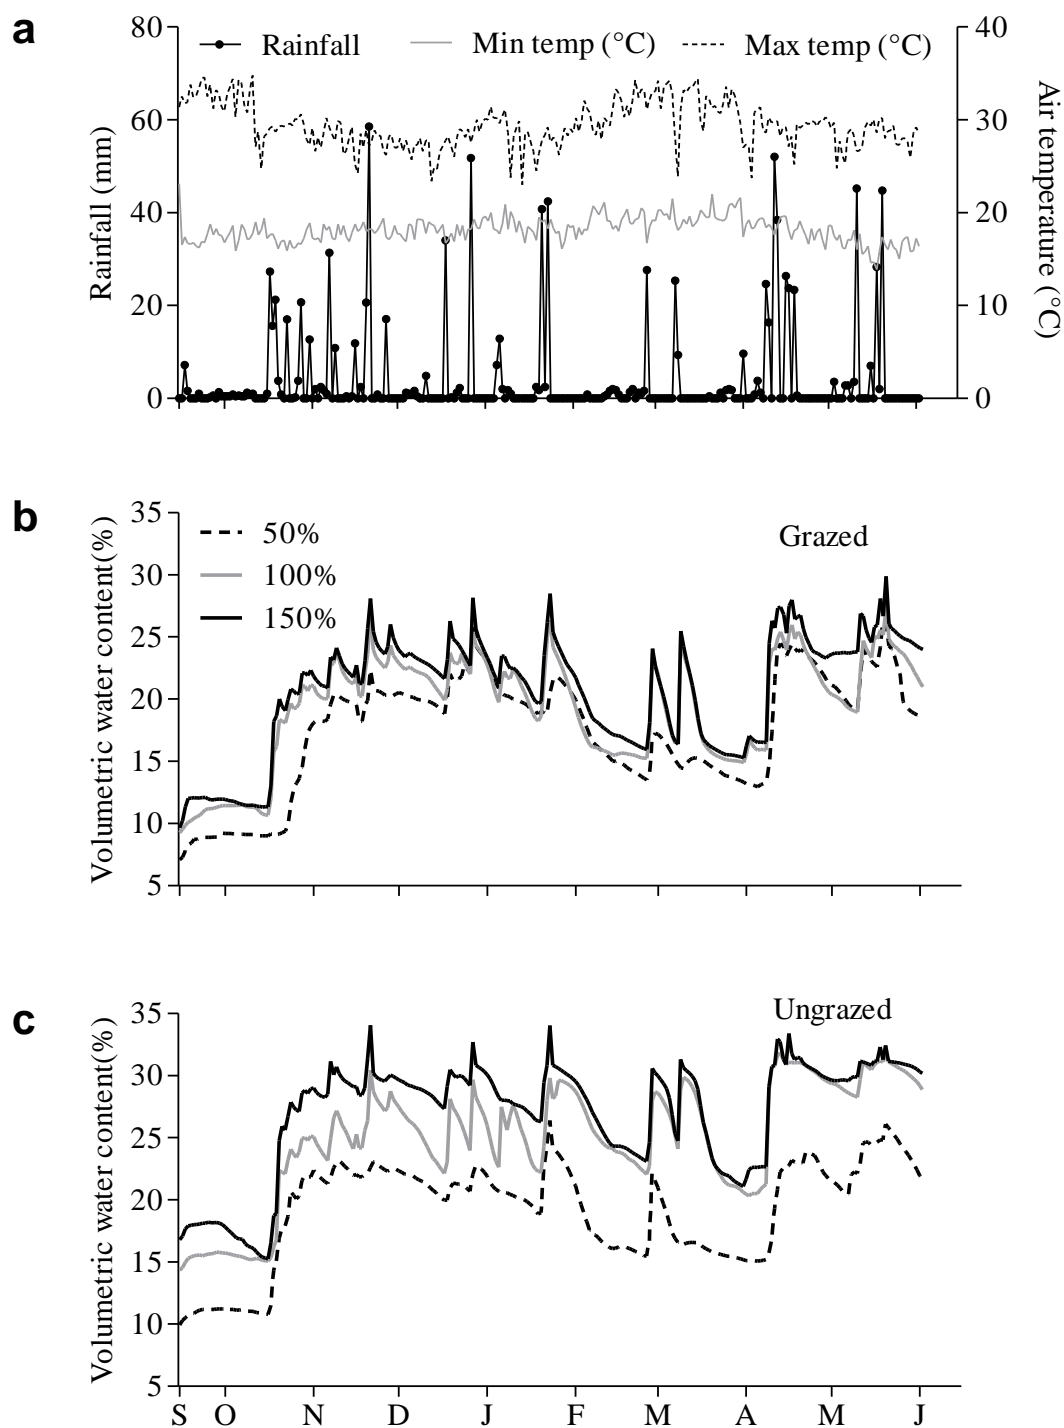 a
80
60
40
20
0
Rainfall (mm)
Rainfall
Min temp (°C)
Max temp (°C)
40
30
20
10
0
Air temperature (°C)
b
35
30
25
20
15
10
5
Volumetric water content(%)
50%
100%
150%
Grazed
c
35
30
25
20
15
10
5
Volumetric water content(%)
Ungrazed
S O N D J F M A M J